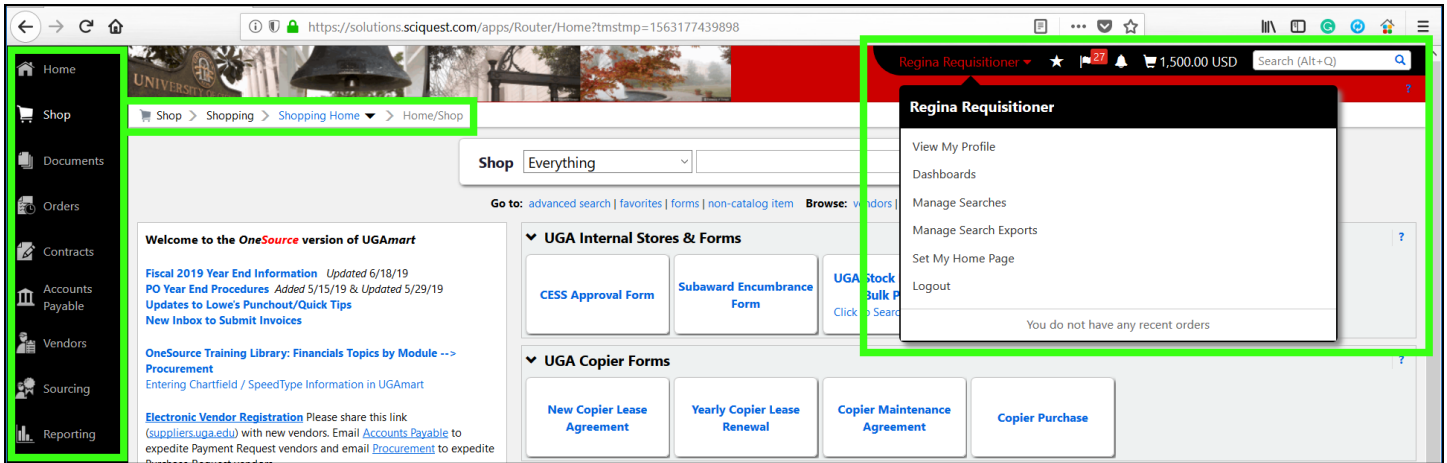 https://solutions.sciquest.com/apps/Router/Home?tmstmp=1563177439898
Home
Shop
Documents
Orders
Contracts
Accounts
Payable
Vendors
Sourcing
Reporting
UNIVERSITY
Regina Requisitioner
27
1,500.00 USD
Search (Alt+Q)
?
Shop > Shopping > Shopping Home > Home/Shop
Regina Requisitioner
View My Profile
Dashboards
Manage Searches
Manage Search Exports
Set My Home Page
Logout
You do not have any recent orders
Shop Everything
Go to: advanced search | favorites | forms | non-catalog item Browse: vendors |
Welcome to the OneSource version of UGAmart
Fiscal 2019 Year End Information Updated 6/18/19
PO Year End Procedures Added 5/15/19 & Updated 5/29/19
Updates to Lowe's Punchout/Quick Tips
New Inbox to Submit Invoices
OneSource Training Library: Financials Topics by Module -->
Procurement
Entering Chartfield / SpeedType Information in UGAmart
Electronic Vendor Registration Please share this link
(suppliers.uga.edu) with new vendors. Email Accounts Payable to
expedite Payment Request vendors and email Procurement to expedite
UGA Internal Stores & Forms
?
CESS Approval Form
Subaward Encumbrance
Form
UGA Stock
Bulk P
Click to Searc
UGA Copier Forms
?
New Copier Lease
Agreement
Yearly Copier Lease
Renewal
Copier Maintenance
Agreement
Copier Purchase